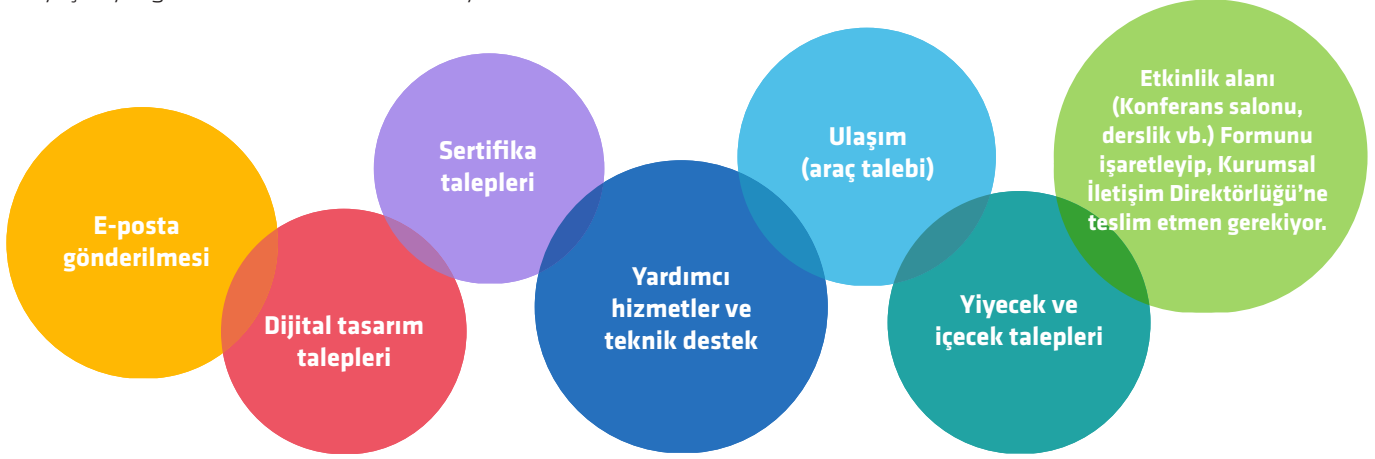 E-posta
gönderilmesi
Dijital tasarım
talepleri
Sertifika
talepleri
Yardımcı
hizmetler ve
teknik destek
Ulaşım
(araç talebi)
Yiyecek ve
içecek talepleri
Etkinlik alanı
(Konferans salonu,
derslik vb.) Formunu
işaretleyip, Kurumsal
İletişim Direktörlüğü’ne
teslim etmen gerekiyor.